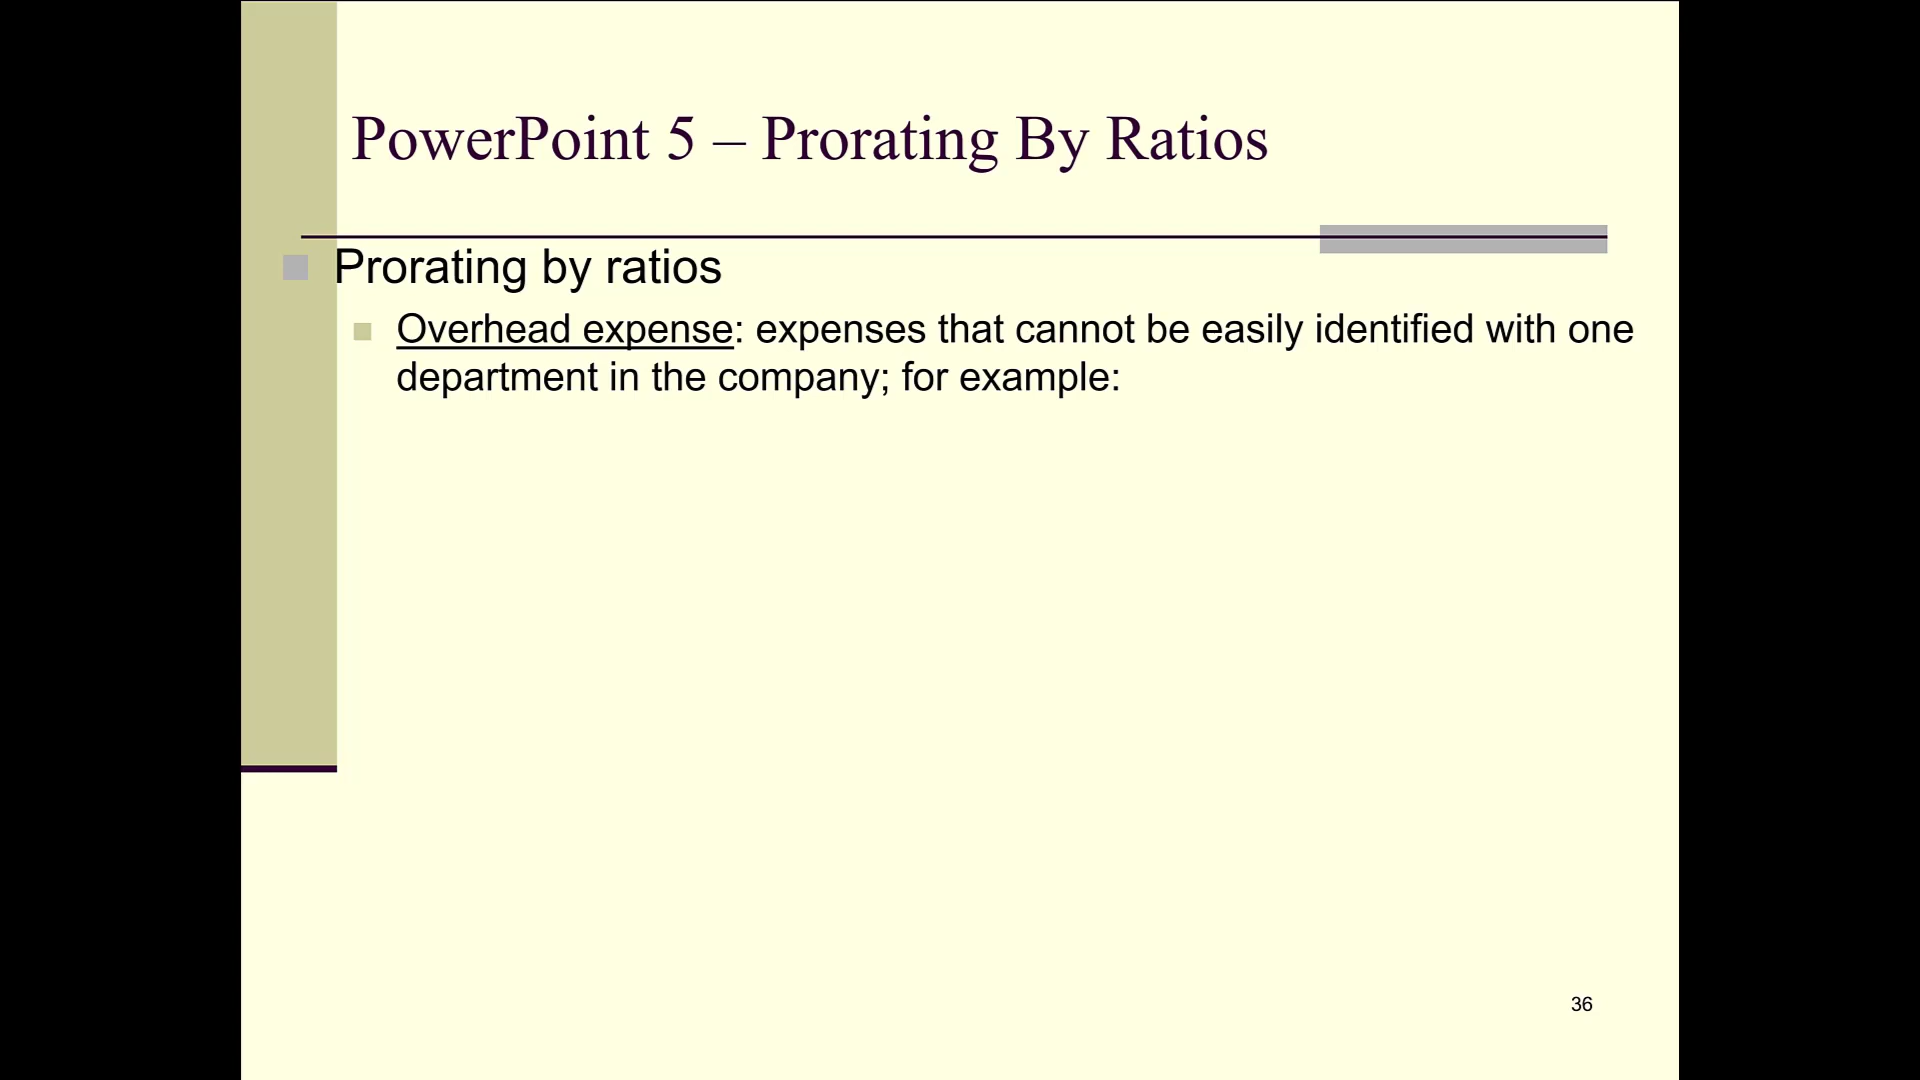 PowerPoint 5 – Prorating By Ratios
Prorating by ratios
Overhead expense: expenses that cannot be easily identified with one
department in the company; for example:
36